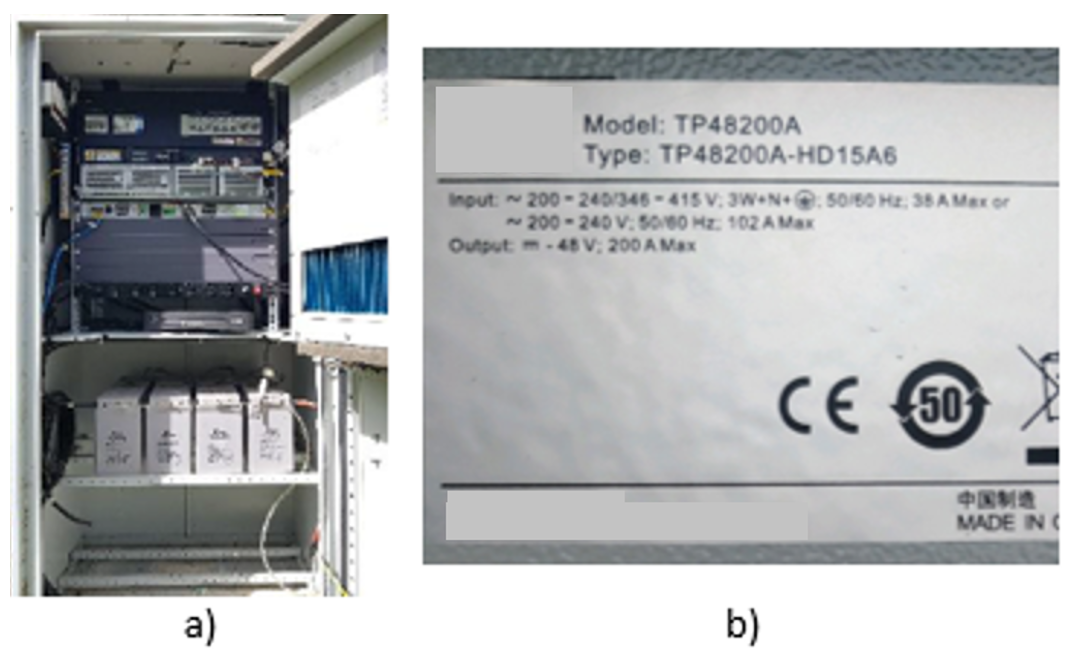 Model: TP48200A
Type: TP48200A-HD15A6
Input: ~ 200 - 240/346 - 415 V; 3W+N+⏚; 50/60 Hz; 38 A Max or
~ 200 - 240 V; 50/60 Hz; 102 A Max
Output: ⎓ - 48 V; 200 A Max
CE
50
中国制造
MADE IN
a)
b)